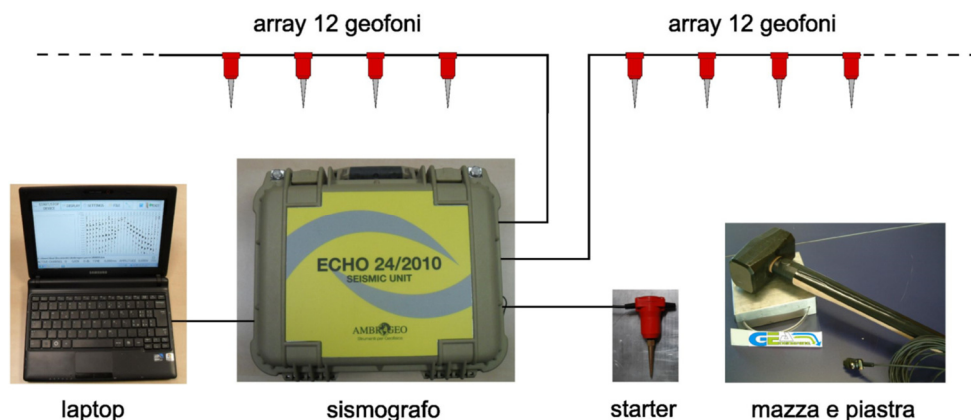 array 12 geofoni
array 12 geofoni
ECHO 24/2010
SEISMIC UNIT
AMBROGEO
laptop
sismografo
starter
mazza e piastra